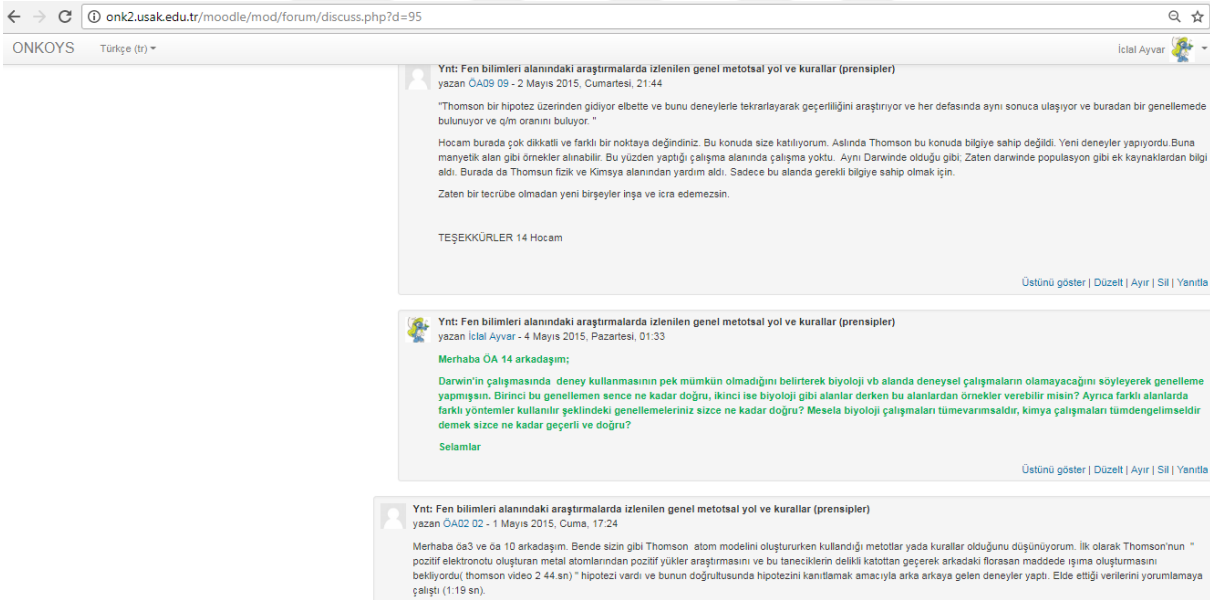 onk2.usak.edu.tr/moodle/mod/forum/discuss.php?d=95
ONKOYS Türkçe (tr) İclal Ayvar
Ynt: Fen bilimleri alanındaki araştırmalarda izlenilen genel metotsal yol ve kurallar (prensipler)
yazan ÖA09 09 - 2 Mayıs 2015, Cumartesi, 21:44
"Thomson bir hipotez üzerinden gidiyor elbette ve bunu deneylerle tekrarlayarak geçerliliğini araştırıyor ve her defasında aynı sonuca ulaşıyor ve buradan bir genellemede
bulunuyor ve q/m oranını buluyor. "
Hocam burada çok dikkatli ve farklı bir noktaya değindiniz. Bu konuda size katılıyorum. Aslında Thomson bu konuda bilgiye sahip değildi. Yeni deneyler yapıyordu.Buna
manyetik alan gibi örnekler alınabilir. Bu yüzden yaptığı çalışma alanında çalışma yoktu. Aynı Darwinde olduğu gibi; Zaten darwinde populasyon gibi ek kaynaklardan bilgi
aldı. Burada da Thomsun fizik ve Kimsya alanından yardım aldı. Sadece bu alanda gerekli bilgiye sahip olmak için.
Zaten bir tecrübe olmadan yeni birşeyler inşa ve icra edemezsin.
TEŞEKKÜRLER 14 Hocam
Üstünü göster | Düzelt | Ayır | Sil | Yanıtla
Ynt: Fen bilimleri alanındaki araştırmalarda izlenilen genel metotsal yol ve kurallar (prensipler)
yazan İclal Ayvar - 4 Mayıs 2015, Pazartesi, 01:33
Merhaba ÖA 14 arkadaşım;
Darwin'in çalışmasında deney kullanmasının pek mümkün olmadığını belirterek biyoloji vb alanda deneysel çalışmaların olamayacağını söyleyerek genelleme
yapmışsın. Birinci bu genellemen sence ne kadar doğru, ikinci ise biyoloji gibi alanlar derken bu alanlardan örnekler verebilir misin? Ayrıca farklı alanlarda
farklı yöntemler kullanılır şeklindeki genellemeleriniz sizce ne kadar doğru? Mesela biyoloji çalışmaları tümevarımsaldır, kimya çalışmaları tümdengelimseldir
demek sizce ne kadar geçerli ve doğru?
Selamlar
Üstünü göster | Düzelt | Ayır | Sil | Yanıtla
Ynt: Fen bilimleri alanındaki araştırmalarda izlenilen genel metotsal yol ve kurallar (prensipler)
yazan ÖA02 02 - 1 Mayıs 2015, Cuma, 17:24
Merhaba öa3 ve öa 10 arkadaşım. Bende sizin gibi Thomson atom modelini oluştururken kullandığı metotlar yada kurallar olduğunu düşünüyorum. İlk olarak Thomson'nun "
pozitif elektronotu oluşturan metal atomlarından pozitif yükler araştırmasını ve bu taneciklerin delikli katottan geçerek arkadaki florasan maddede ışıma oluşturmasını
bekliyordu( thomson video 2 44.sn) " hipotezi vardı ve bunun doğrultusunda hipotezini kanıtlamak amacıyla arka arkaya gelen deneyler yaptı. Elde ettiği verilerini yorumlamaya
çalıştı (1:19 sn).